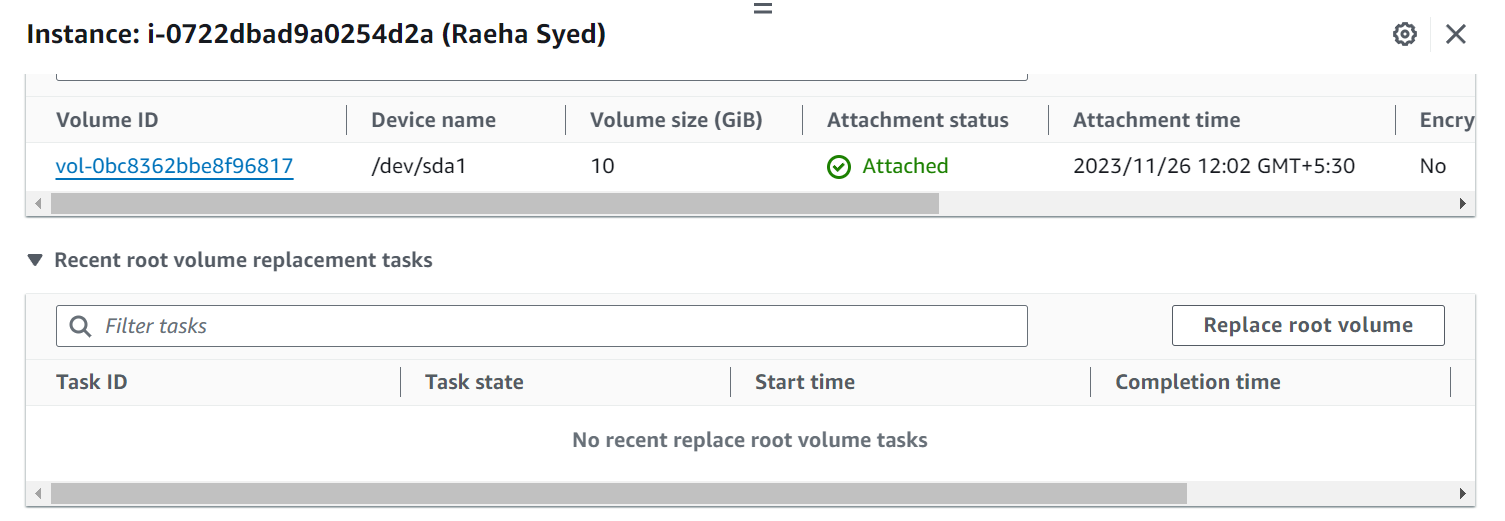 Instance: i-0722dbad9a0254d2a (Raeha Syed)
Volume ID Device name Volume size (GiB) Attachment status Attachment time Encry
vol-0bc8362bbe8f96817 /dev/sda1 10 Attached 2023/11/26 12:02 GMT+5:30 No
Recent root volume replacement tasks
Filter tasks Replace root volume
Task ID Task state Start time Completion time
No recent replace root volume tasks